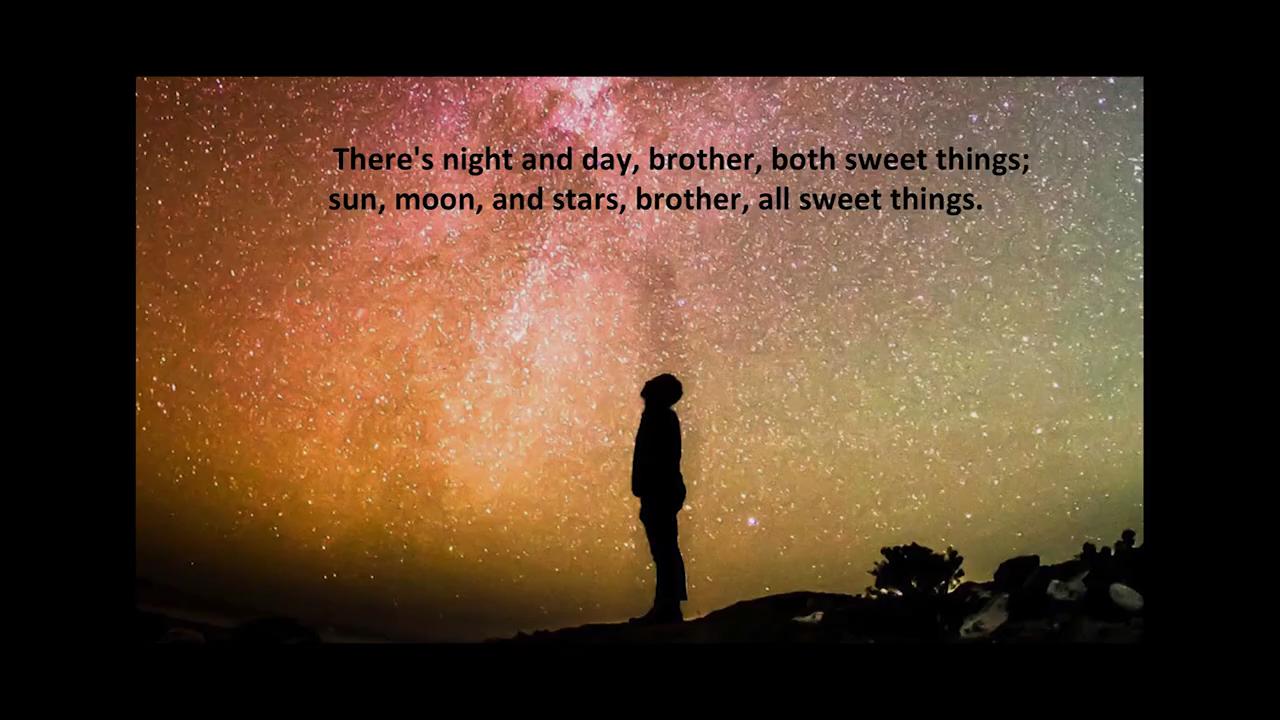 There's night and day, brother, both sweet things;
sun, moon, and stars, brother, all sweet things.